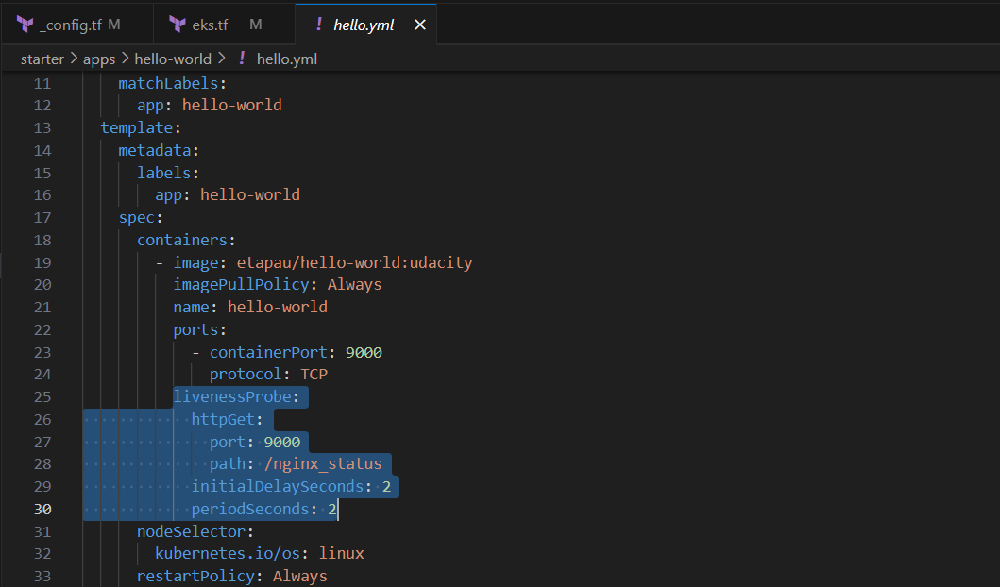 _config.tf M eks.tf M ! hello.yml ×
starter > apps > hello-world > ! hello.yml
11 matchLabels:
12 app: hello-world
13 template:
14 metadata:
15 labels:
16 app: hello-world
17 spec:
18 containers:
19 - image: etapau/hello-world:udacity
20 imagePullPolicy: Always
21 name: hello-world
22 ports:
23 - containerPort: 9000
24 protocol: TCP
25 livenessProbe:
26 httpGet:
27 port: 9000
28 path: /nginx_status
29 initialDelaySeconds: 2
30 periodSeconds: 2
31 nodeSelector:
32 kubernetes.io/os: linux
33 restartPolicy: Always